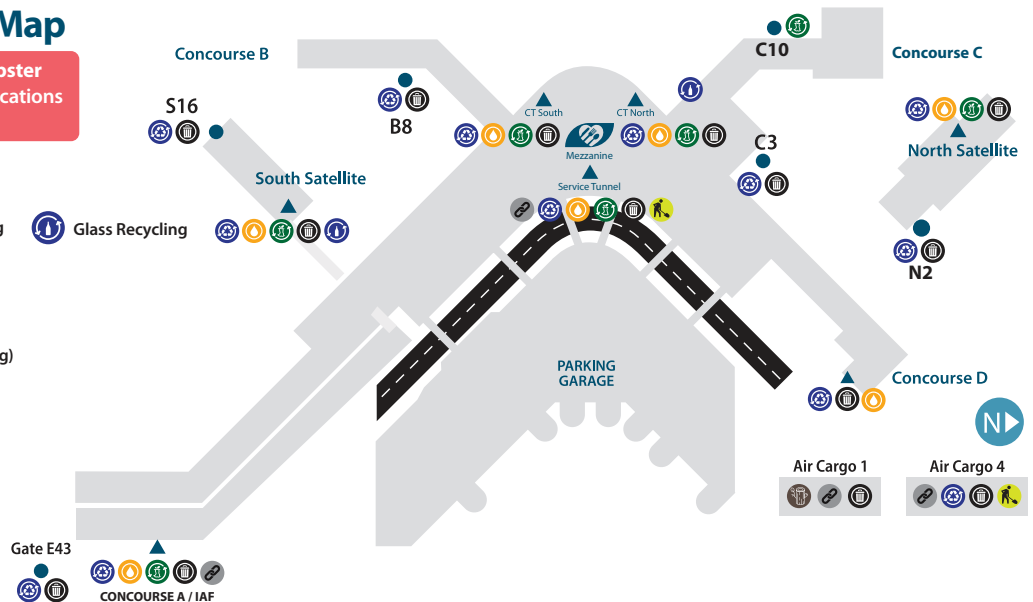 Map
oster
cations
Concourse B
C10
Concourse C
S16
B8
CT South
CT North
Mezzanine
C3
North Satellite
South Satellite
Service Tunnel
g
Glass Recycling
N2
g)
PARKING
GARAGE
Concourse D
N
Air Cargo 1
Air Cargo 4
Gate E43
CONCOURSE A / IAF